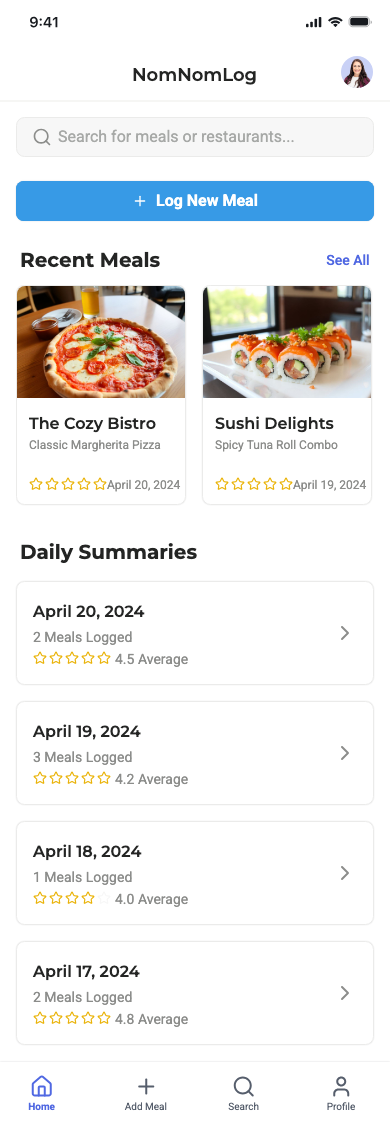 9:41
NomNomLog
Search for meals or restaurants...
+ Log New Meal
Recent Meals
See All
The Cozy Bistro
Classic Margherita Pizza
April 20, 2024
Sushi Delights
Spicy Tuna Roll Combo
April 19, 2024
Daily Summaries
April 20, 2024
2 Meals Logged
4.5 Average
April 19, 2024
3 Meals Logged
4.2 Average
April 18, 2024
1 Meals Logged
4.0 Average
April 17, 2024
2 Meals Logged
4.8 Average
Home
Add Meal
Search
Profile